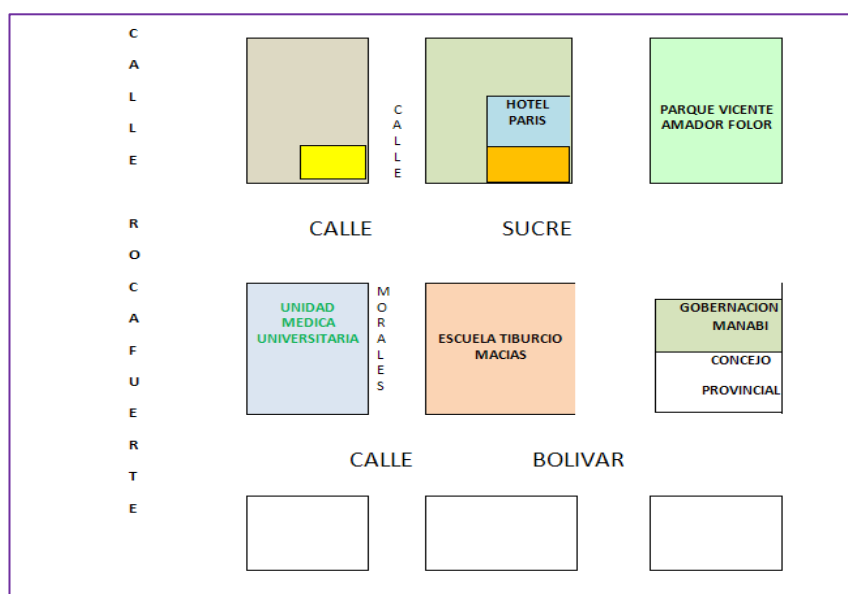 CALLE ROCAFUERTE
CALLE
HOTEL
PARIS
PARQUE VICENTE
AMADOR FOLOR
CALLE SUCRE
UNIDAD
MEDICA
UNIVERSITARIA
MORALES
ESCUELA TIBURCIO
MACIAS
GOBERNACION
MANABI
CONCEJO
PROVINCIAL
CALLE BOLIVAR